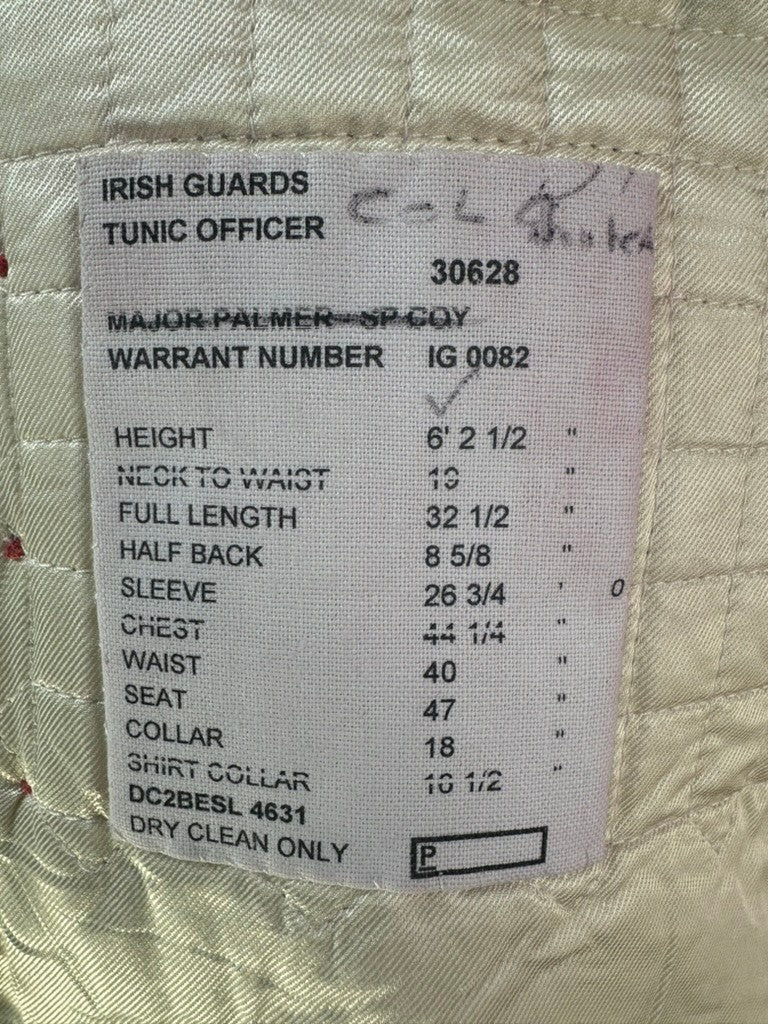 IRISH GUARDS
TUNIC OFFICER C-L
30628
MAJOR PALMER - SP COY
WARRANT NUMBER IG 0082
HEIGHT 6' 2 1/2 "
NECK TO WAIST 19 "
FULL LENGTH 32 1/2 "
HALF BACK 8 5/8 "
SLEEVE 26 3/4 ' O
CHEST 44 1/4 "
WAIST 40 "
SEAT 47 "
COLLAR 18 "
SHIRT COLLAR 16 1/2 "
DC2BESL 4631
DRY CLEAN ONLY P